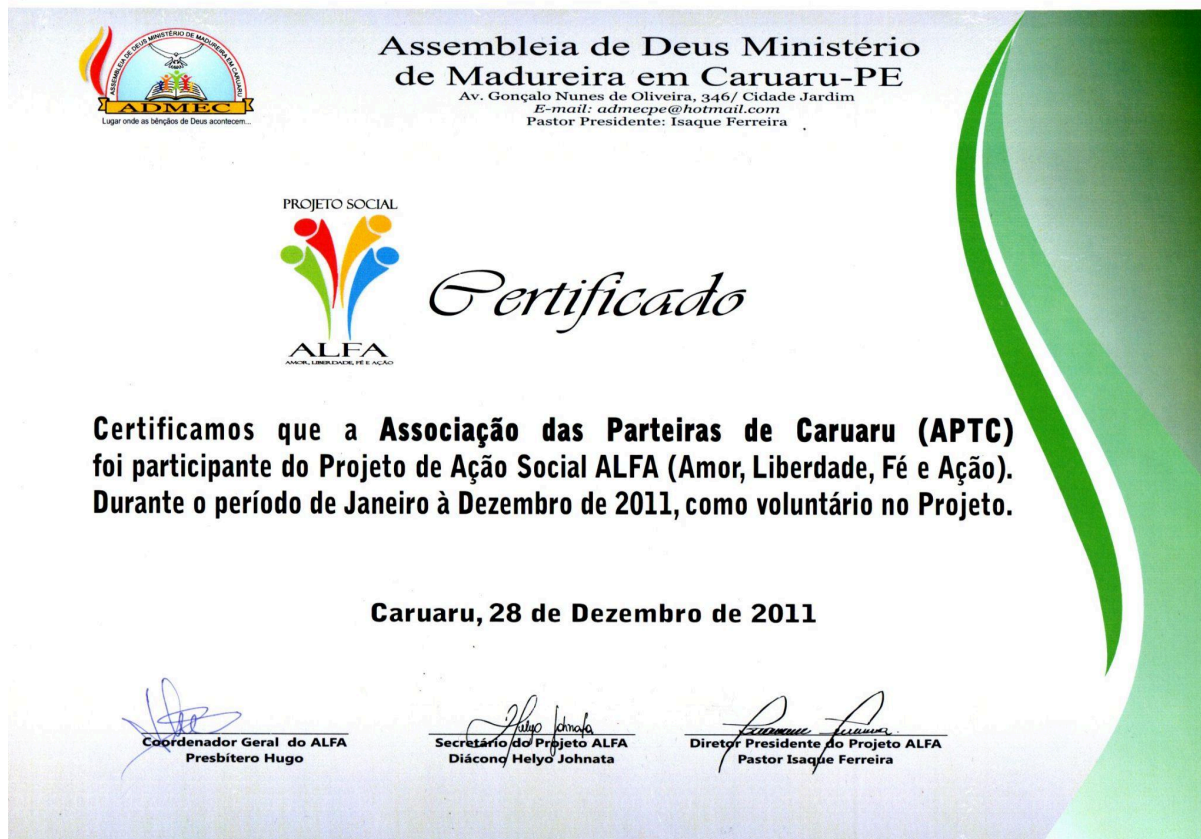 ASSEMBLEIA DE DEUS MINISTÉRIO DE MADUREIRA EM CARUARU
ADMEC
Lugar onde as bênçãos de Deus acontecem...
Assembleia de Deus Ministério
de Madureira em Caruaru-PE
Av. Gonçalo Nunes de Oliveira, 346/ Cidade Jardim
E-mail: admecpe@hotmail.com
Pastor Presidente: Isaque Ferreira
PROJETO SOCIAL
ALFA
AMOR, LIBERDADE, FÉ E AÇÃO
Certificado
Certificamos que a Associação das Parteiras de Caruaru (APTC)
foi participante do Projeto de Ação Social ALFA (Amor, Liberdade, Fé e Ação).
Durante o período de Janeiro à Dezembro de 2011, como voluntário no Projeto.
Caruaru, 28 de Dezembro de 2011
Helyo Johnata
Coordenador Geral do ALFA
Presbítero Hugo
Secretário do Projeto ALFA
Diácono Helyo Johnata
Diretor Presidente do Projeto ALFA
Pastor Isaque Ferreira